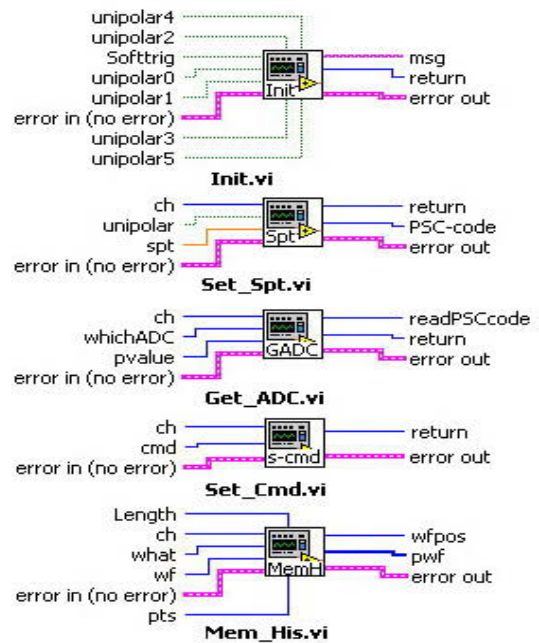 unipolar4
unipolar2
Softtrig
unipolar0
unipolar1
error in (no error)
unipolar3
unipolar5
Init
msg
return
error out
Init.vi
ch
unipolar
spt
error in (no error)
Spt
return
PSC-code
error out
Set_Spt.vi
ch
whichADC
pvalue
error in (no error)
GADC
readPSCcode
return
error out
Get_ADC.vi
ch
cmd
error in (no error)
s-cmd
return
error out
Set_Cmd.vi
Length
ch
what
wf
error in (no error)
pts
MemH
wfpos
pwf
error out
Mem_His.vi